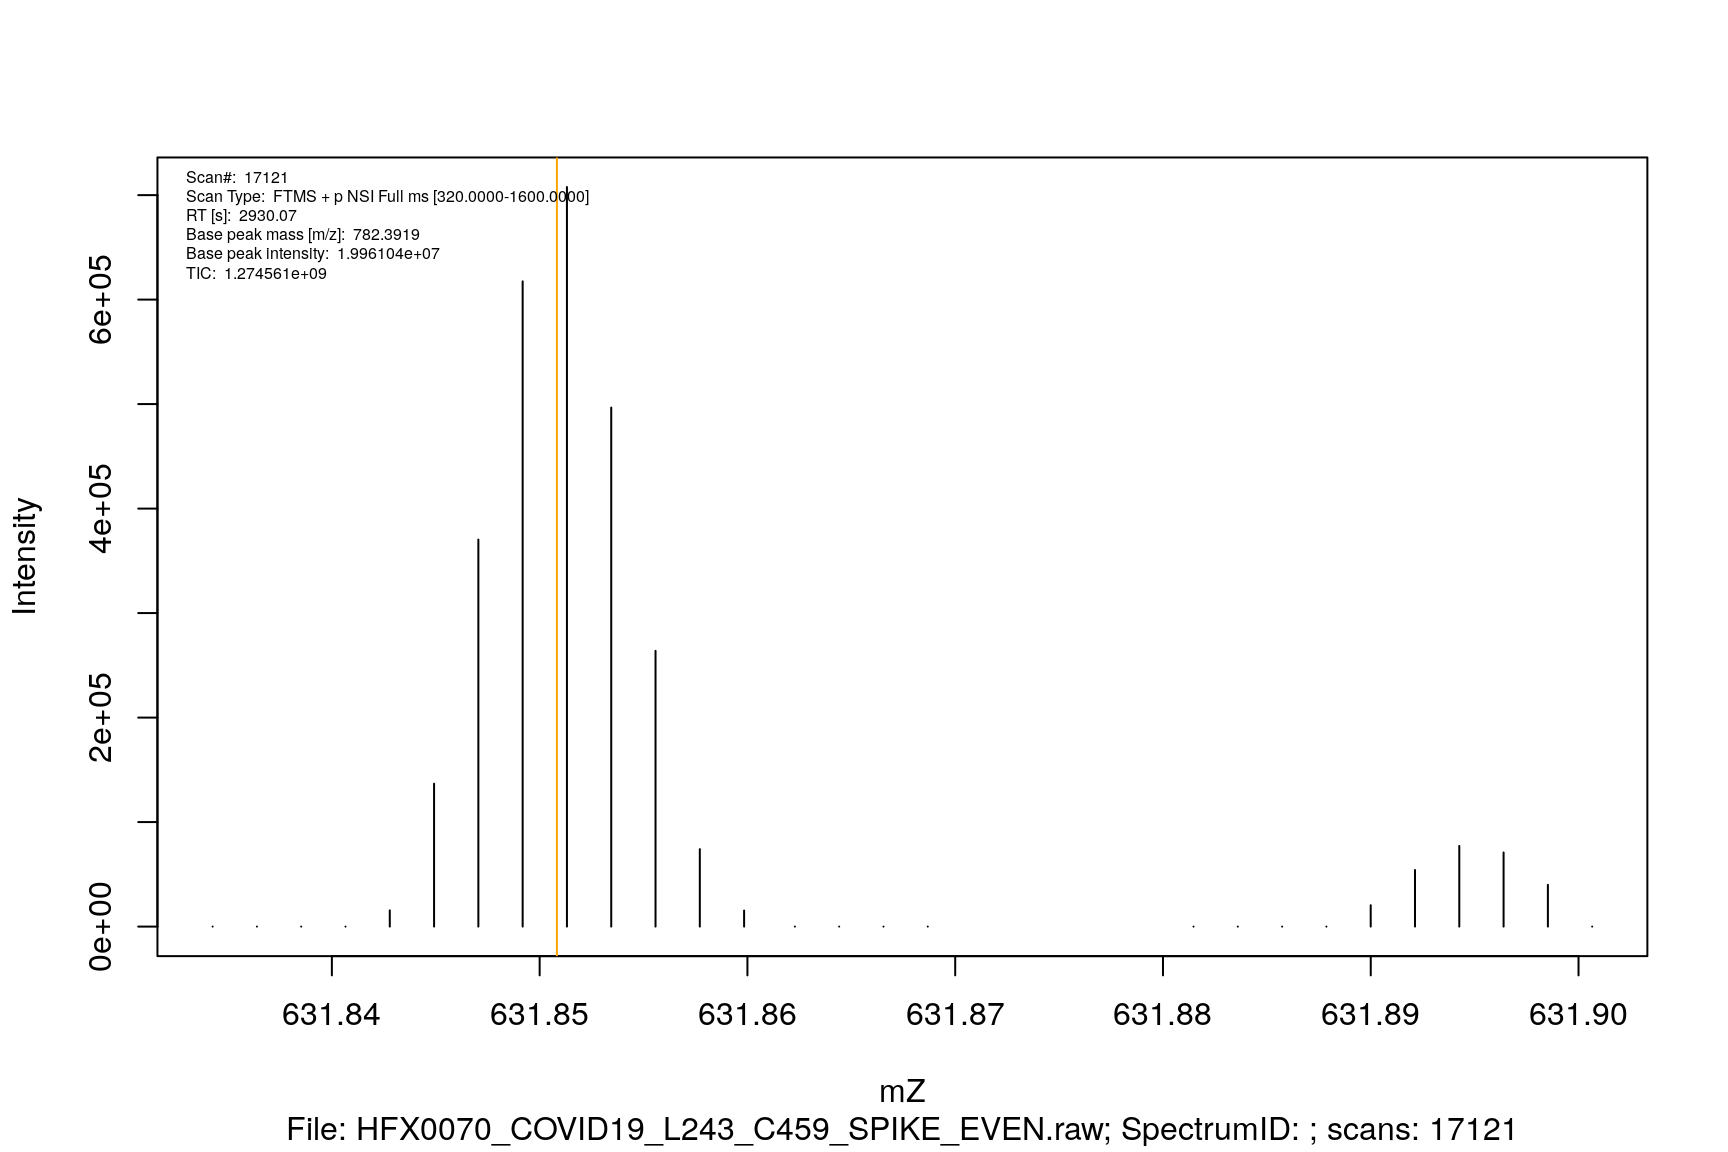 Scan#: 17121
Scan Type: FTMS + p NSI Full ms [320.0000-1600.0000]
RT [s]: 2930.07
Base peak mass [m/z]: 782.3919
Base peak intensity: 1.996104e+07
TIC: 1.274561e+09
6e+05
4e+05
2e+05
0e+00
Intensity
631.84 631.85 631.86 631.87 631.88 631.89 631.90
mZ
File: HFX0070_COVID19_L243_C459_SPIKE_EVEN.raw; SpectrumID: ; scans: 17121